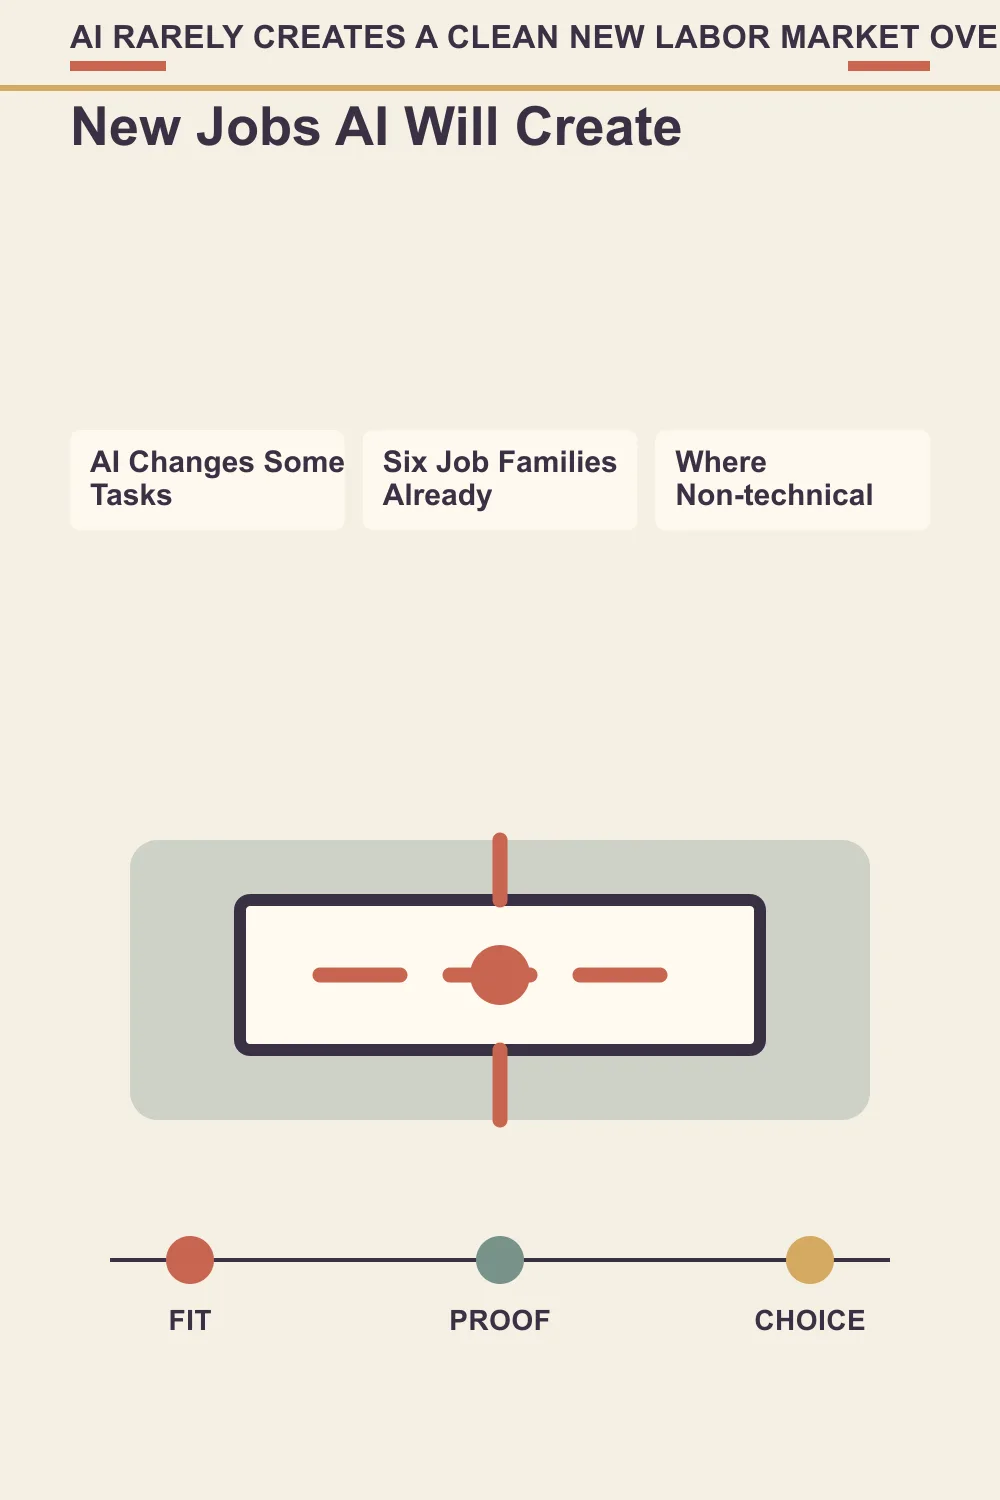 AI RARELY CREATES A CLEAN NEW LABOR MARKET OVE
New Jobs AI Will Create
AI Changes Some
Tasks
Six Job Families
Already
Where
Non-technical
FIT
PROOF
CHOICE